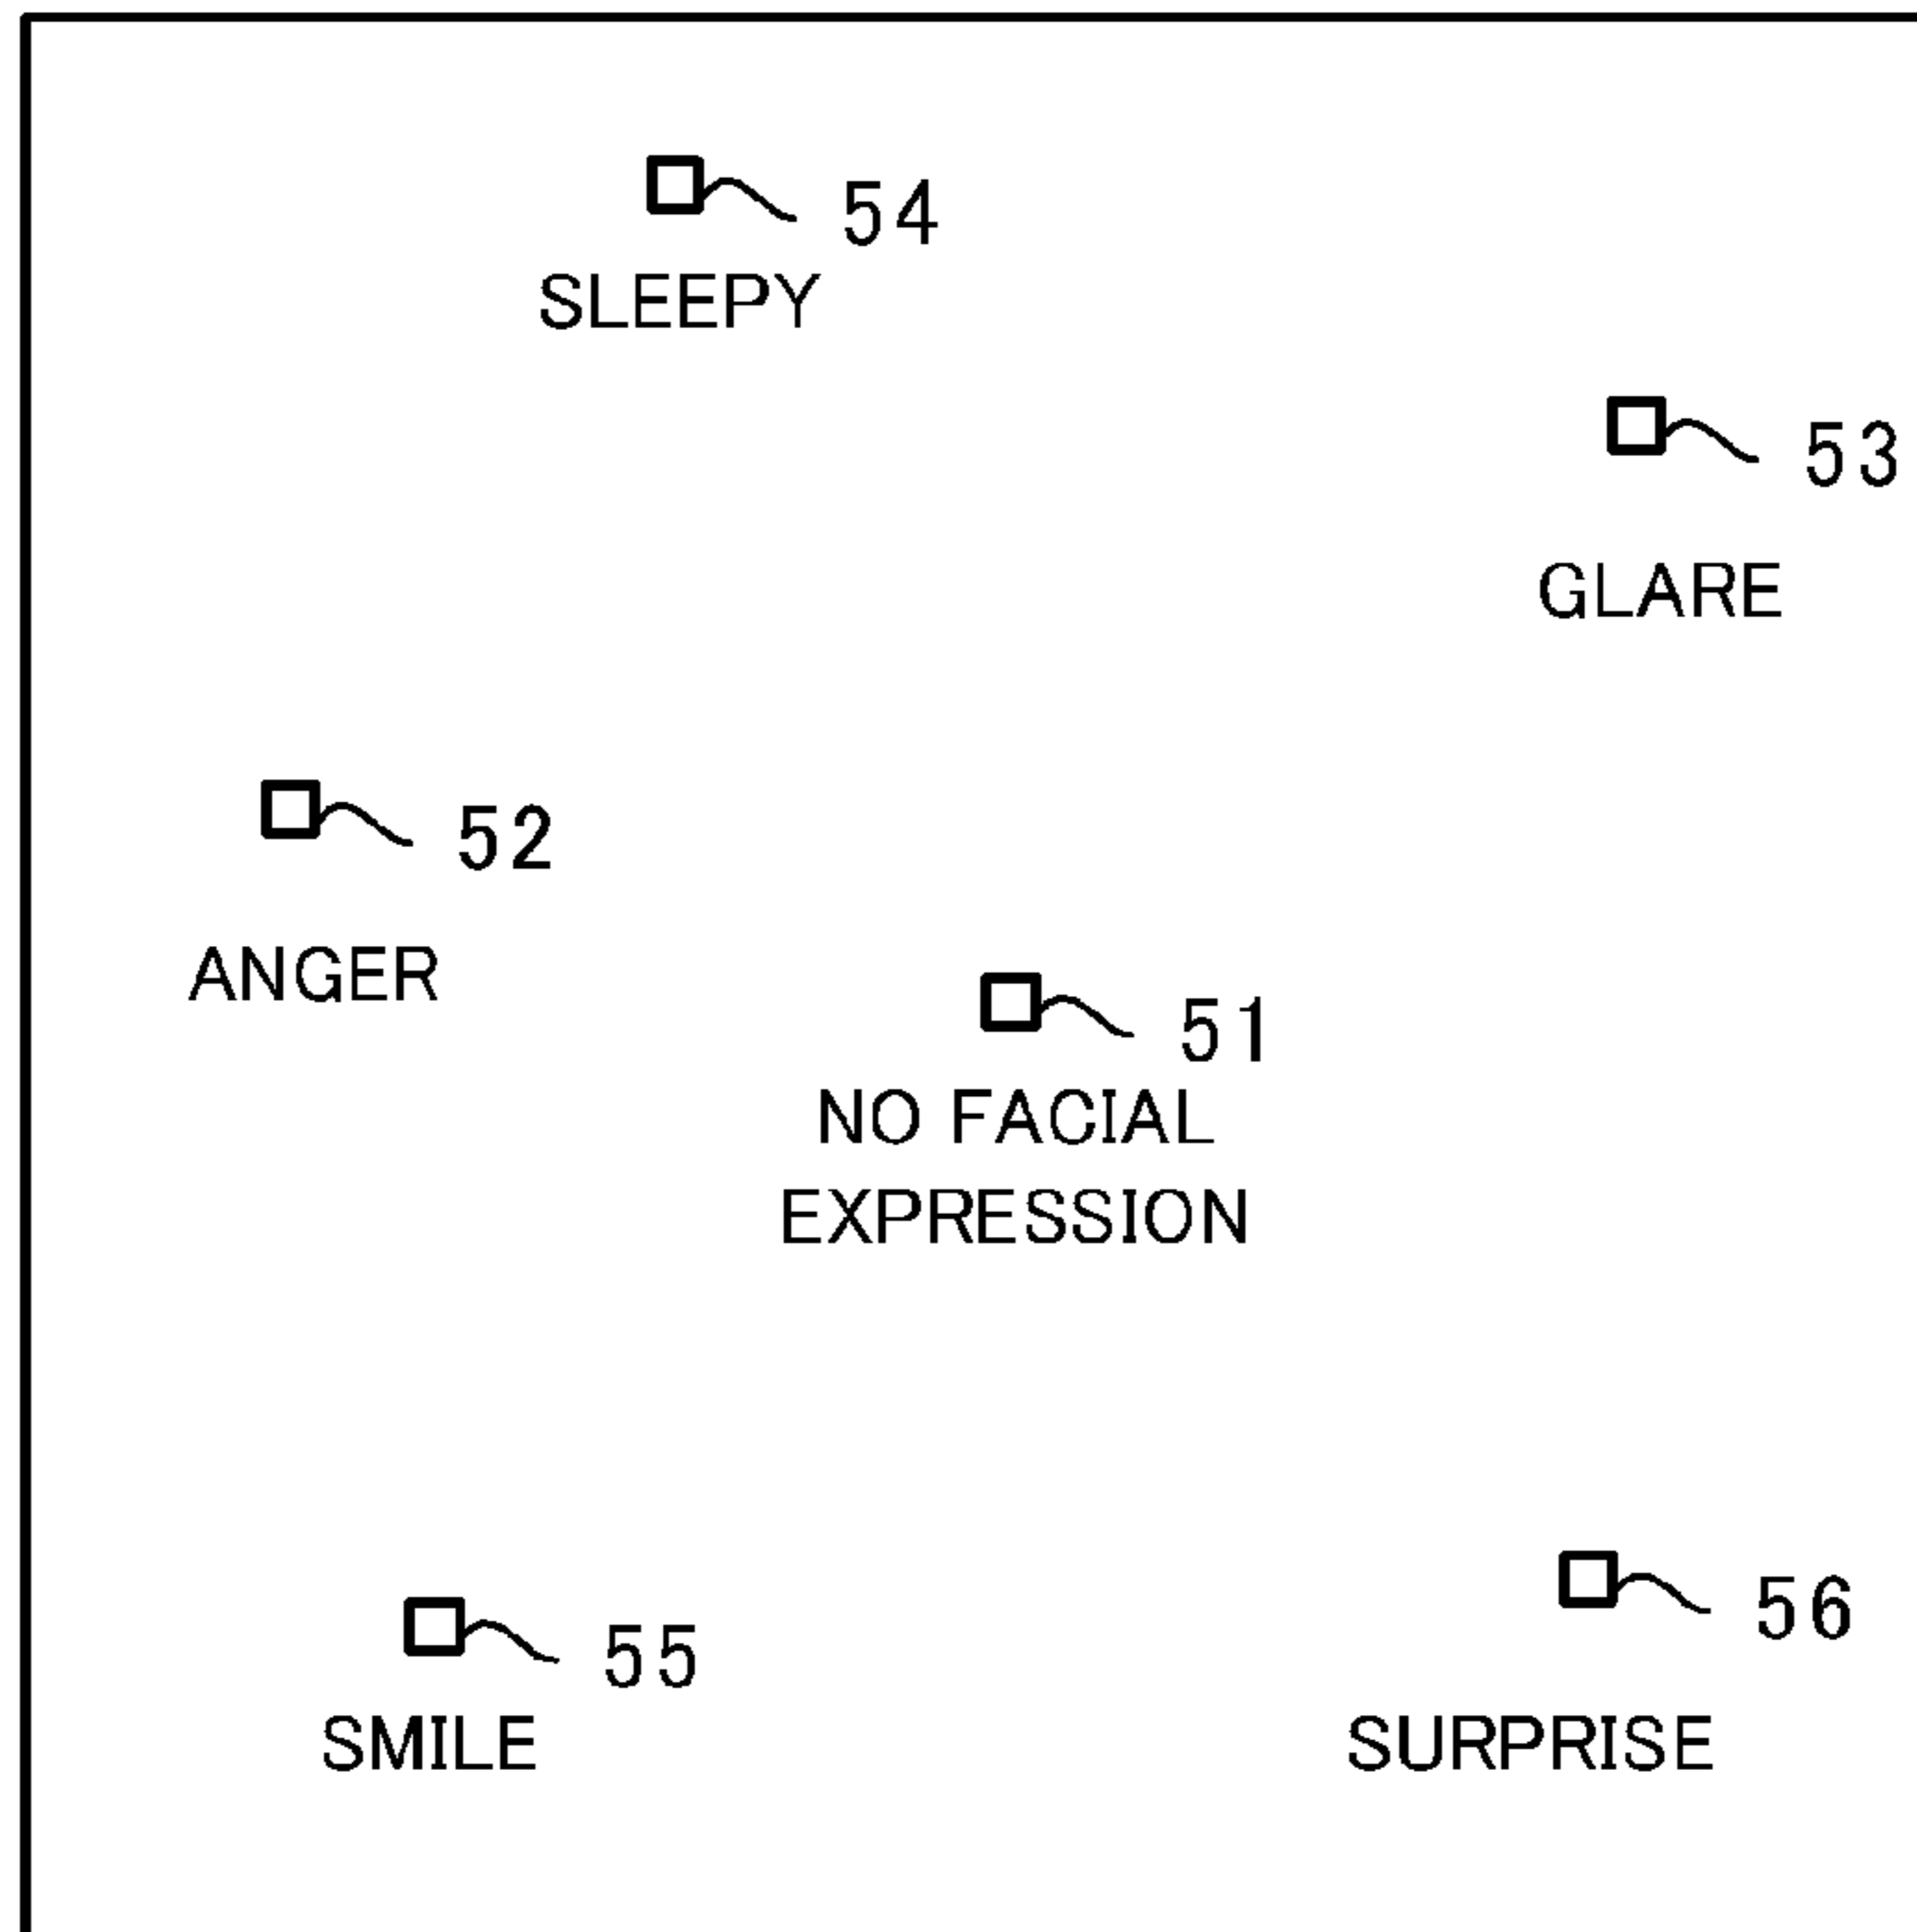 54
SLEEPY
53
GLARE
52
ANGER
51
NO FACIAL
EXPRESSION
55
SMILE
56
SURPRISE